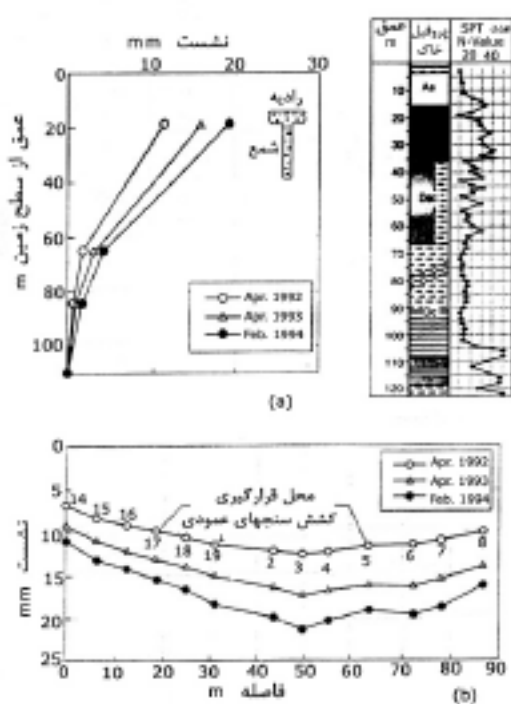 نشست mm
0 10 20 30
0
20
40
60
80
100
عمق از سطح زمین m
رادیه
شمع
Apr. 1992
Apr. 1993
Feb. 1994
(a)
عمق
m
پروفیل
خاک
SPT
N-Value
20 40
10
20
30
40
50
60
70
80
90
100
110
120
As
0
5
10
15
20
25
نشست mm
Apr. 1992
Apr. 1993
Feb. 1994
محل قرارگیری
کشش سنجهای عمودی
14 15 16 17 18 19 2 3 4 5 6 7 8
0 10 20 30 40 50 60 70 80 90
فاصله m
(b)